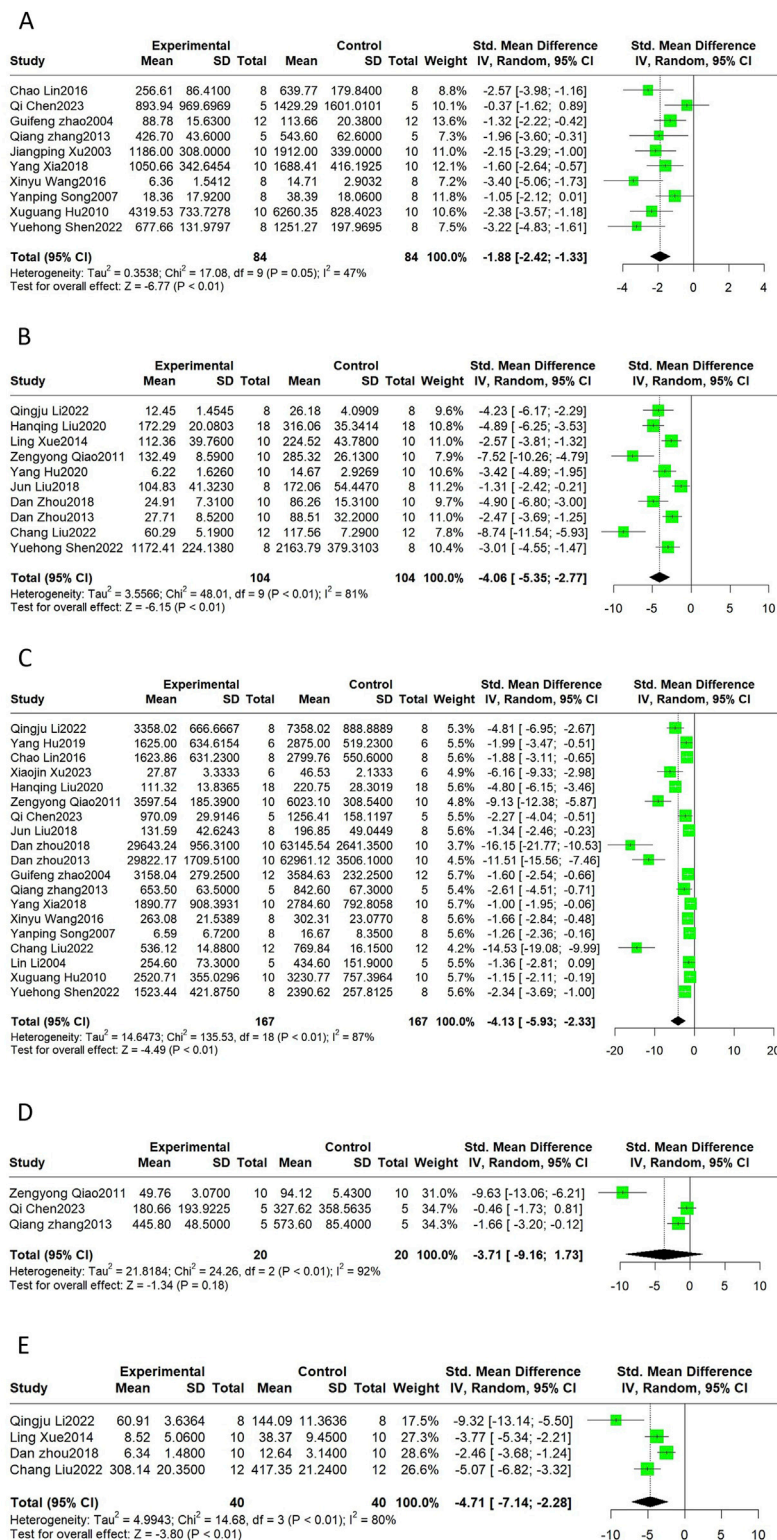 A
Experimental Control Std. Mean Difference Std. Mean Difference
Study Mean SD Total Mean SD Total Weight IV, Random, 95% CI IV, Random, 95% CI
Chao Lin2016 256.61 86.4100 8 639.77 179.8400 8 8.8% -2.57 [-3.98; -1.16]
Qi Chen2023 893.94 969.6969 5 1429.29 1601.0101 5 10.1% -0.37 [-1.62; 0.89]
Guifeng zhao2004 88.78 15.6300 12 113.66 20.3800 12 13.6% -1.32 [-2.22; -0.42]
Qiang zhang2013 426.70 43.6000 5 543.60 62.6000 5 7.3% -1.96 [-3.60; -0.31]
Jiangping Xu2003 1186.00 308.0000 10 1912.00 339.0000 10 11.1% -2.15 [-3.29; -1.00]
Yang Xia2018 1050.66 342.6454 10 1688.41 416.1925 10 12.1% -1.60 [-2.64; -0.57]
Xinyu Wang2016 6.36 1.5412 8 14.71 2.9032 8 7.2% -3.40 [-5.06; -1.73]
Yanping Song2007 18.36 17.9200 8 38.39 18.0600 8 11.8% -1.05 [-2.12; 0.01]
Xuguang Hu2010 4319.53 733.7278 10 6260.35 828.4023 10 10.6% -2.38 [-3.57; -1.18]
Yuehong Shen2022 677.66 131.9797 8 1251.27 197.9695 8 7.5% -3.22 [-4.83; -1.61]
Total (95% CI) 84 84 100.0% -1.88 [-2.42; -1.33]
Heterogeneity: Tau² = 0.3538; Chi² = 17.08, df = 9 (P = 0.05); I² = 47%
Test for overall effect: Z = -6.77 (P < 0.01)
-4 -2 0 2 4
B
Experimental Control Std. Mean Difference Std. Mean Difference
Study Mean SD Total Mean SD Total Weight IV, Random, 95% CI IV, Random, 95% CI
Qingju Li2022 12.45 1.4545 8 26.18 4.0909 8 9.6% -4.23 [ -6.17; -2.29]
Hanqing Liu2020 172.29 20.0803 18 316.06 35.3414 18 10.8% -4.89 [ -6.25; -3.53]
Ling Xue2014 112.36 39.7600 10 224.52 43.7800 10 11.0% -2.57 [ -3.81; -1.32]
Zengyong Qiao2011 132.49 8.5900 10 285.32 26.1300 10 7.9% -7.52 [-10.26; -4.79]
Yang Hu2020 6.22 1.6260 10 14.67 2.9269 10 10.6% -3.42 [ -4.89; -1.95]
Jun Liu2018 104.83 41.3230 8 172.06 54.4470 8 11.2% -1.31 [ -2.42; -0.21]
Dan Zhou2018 24.91 7.3100 10 86.26 15.3100 10 9.7% -4.90 [ -6.80; -3.00]
Dan Zhou2013 27.71 8.5200 10 88.51 32.2000 10 11.0% -2.47 [ -3.69; -1.25]
Chang Liu2022 60.29 5.1900 12 117.56 7.2900 12 7.8% -8.74 [-11.54; -5.93]
Yuehong Shen2022 1172.41 224.1380 8 2163.79 379.3103 8 10.4% -3.01 [ -4.55; -1.47]
Total (95% CI) 104 104 100.0% -4.06 [ -5.35; -2.77]
Heterogeneity: Tau² = 3.5566; Chi² = 48.01, df = 9 (P < 0.01); I² = 81%
Test for overall effect: Z = -6.15 (P < 0.01)
-10 -5 0 5 10
C
Experimental Control Std. Mean Difference Std. Mean Difference
Study Mean SD Total Mean SD Total Weight IV, Random, 95% CI IV, Random, 95% CI
Qingju Li2022 3358.02 666.6667 8 7358.02 888.8889 8 5.3% -4.81 [ -6.95; -2.67]
Yang Hu2019 1625.00 634.6154 6 2875.00 519.2300 6 5.6% -1.99 [ -3.47; -0.51]
Chao Lin2016 1623.86 631.2300 8 2799.76 550.6000 8 5.7% -1.88 [ -3.11; -0.65]
Xiaojin Xu2023 27.87 3.3333 6 46.53 2.1333 6 4.9% -6.16 [ -9.33; -2.98]
Hanqing Liu2020 111.32 13.8365 18 220.75 28.3019 18 5.6% -4.80 [ -6.15; -3.46]
Zengyong Qiao2011 3597.54 185.3900 10 6023.10 308.5400 10 4.8% -9.13 [-12.38; -5.87]
Qi Chen2023 970.09 29.9146 5 1256.41 158.1197 5 5.5% -2.27 [ -4.04; -0.51]
Jun Liu2018 131.59 42.6243 8 196.85 49.0449 8 5.7% -1.34 [ -2.46; -0.23]
Dan zhou2018 29643.24 956.3100 10 63145.54 2641.3500 10 3.5% -16.15 [-21.77; -10.53]
Dan zhou2013 29822.17 1709.5100 10 62961.12 3506.1000 10 4.4% -11.51 [-15.56; -7.46]
Guifeng zhao2004 3158.04 279.2500 12 3584.63 232.2500 12 5.7% -1.60 [ -2.54; -0.66]
Qiang zhang2013 653.50 63.5000 5 842.60 67.3000 5 5.4% -2.61 [ -4.51; -0.71]
Yang Xia2018 1890.77 908.3931 10 2784.60 792.8058 10 5.7% -1.00 [ -1.95; -0.06]
Xinyu Wang2016 263.08 21.5389 8 302.31 23.0770 8 5.7% -1.66 [ -2.84; -0.48]
Yanping Song2007 6.59 6.7200 8 16.67 8.3500 8 5.7% -1.26 [ -2.36; -0.16]
Chang Liu2022 536.12 14.8800 12 769.84 16.1500 12 4.2% -14.53 [-19.08; -9.99]
Lin Li2004 254.60 73.3000 5 434.60 151.9000 5 5.6% -1.36 [ -2.81; 0.09]
Xuguang Hu2010 2520.71 355.0296 10 3230.77 757.3964 10 5.7% -1.15 [ -2.11; -0.19]
Yuehong Shen2022 1523.44 421.8750 8 2390.62 257.8125 8 5.6% -2.34 [ -3.69; -1.00]
Total (95% CI) 167 167 100.0% -4.13 [ -5.93; -2.33]
Heterogeneity: Tau² = 14.6473; Chi² = 135.53, df = 18 (P < 0.01); I² = 87%
Test for overall effect: Z = -4.49 (P < 0.01)
-20 -10 0 10 20
D
Experimental Control Std. Mean Difference Std. Mean Difference
Study Mean SD Total Mean SD Total Weight IV, Random, 95% CI IV, Random, 95% CI
Zengyong Qiao2011 49.76 3.0700 10 94.12 5.4300 10 31.0% -9.63 [-13.06; -6.21]
Qi Chen2023 180.66 193.9225 5 327.62 358.5635 5 34.7% -0.46 [ -1.73; 0.81]
Qiang zhang2013 445.80 48.5000 5 573.60 85.4000 5 34.3% -1.66 [ -3.20; -0.12]
Total (95% CI) 20 20 100.0% -3.71 [ -9.16; 1.73]
Heterogeneity: Tau² = 21.8184; Chi² = 24.26, df = 2 (P < 0.01); I² = 92%
Test for overall effect: Z = -1.34 (P = 0.18)
-10 -5 0 5 10
E
Experimental Control Std. Mean Difference Std. Mean Difference
Study Mean SD Total Mean SD Total Weight IV, Random, 95% CI IV, Random, 95% CI
Qingju Li2022 60.91 3.6364 8 144.09 11.3636 8 17.5% -9.32 [-13.14; -5.50]
Ling Xue2014 8.52 5.0600 10 38.37 9.4500 10 27.3% -3.77 [ -5.34; -2.21]
Dan zhou2018 6.34 1.4800 10 12.64 3.1400 10 28.6% -2.46 [ -3.68; -1.24]
Chang Liu2022 308.14 20.3500 12 417.35 21.2400 12 26.6% -5.07 [ -6.82; -3.32]
Total (95% CI) 40 40 100.0% -4.71 [ -7.14; -2.28]
Heterogeneity: Tau² = 4.9943; Chi² = 14.68, df = 3 (P < 0.01); I² = 80%
Test for overall effect: Z = -3.80 (P < 0.01)
-10 -5 0 5 10